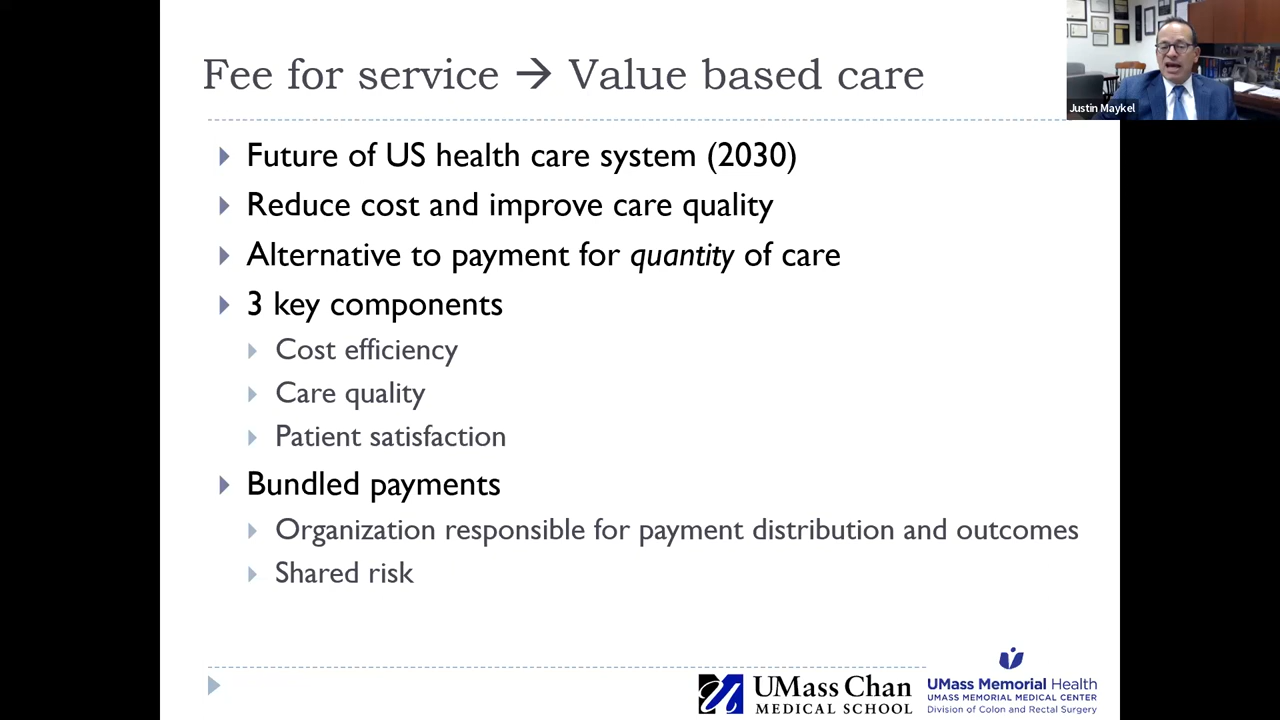 Fee for service → Value based care
Justin Maykel
Future of US health care system (2030)
Reduce cost and improve care quality
Alternative to payment for quantity of care
3 key components
Cost efficiency
Care quality
Patient satisfaction
Bundled payments
Organization responsible for payment distribution and outcomes
Shared risk
UMass Chan
MEDICAL SCHOOL
UMass Memorial Health
UMASS MEMORIAL MEDICAL CENTER
Division of Colon and Rectal Surgery